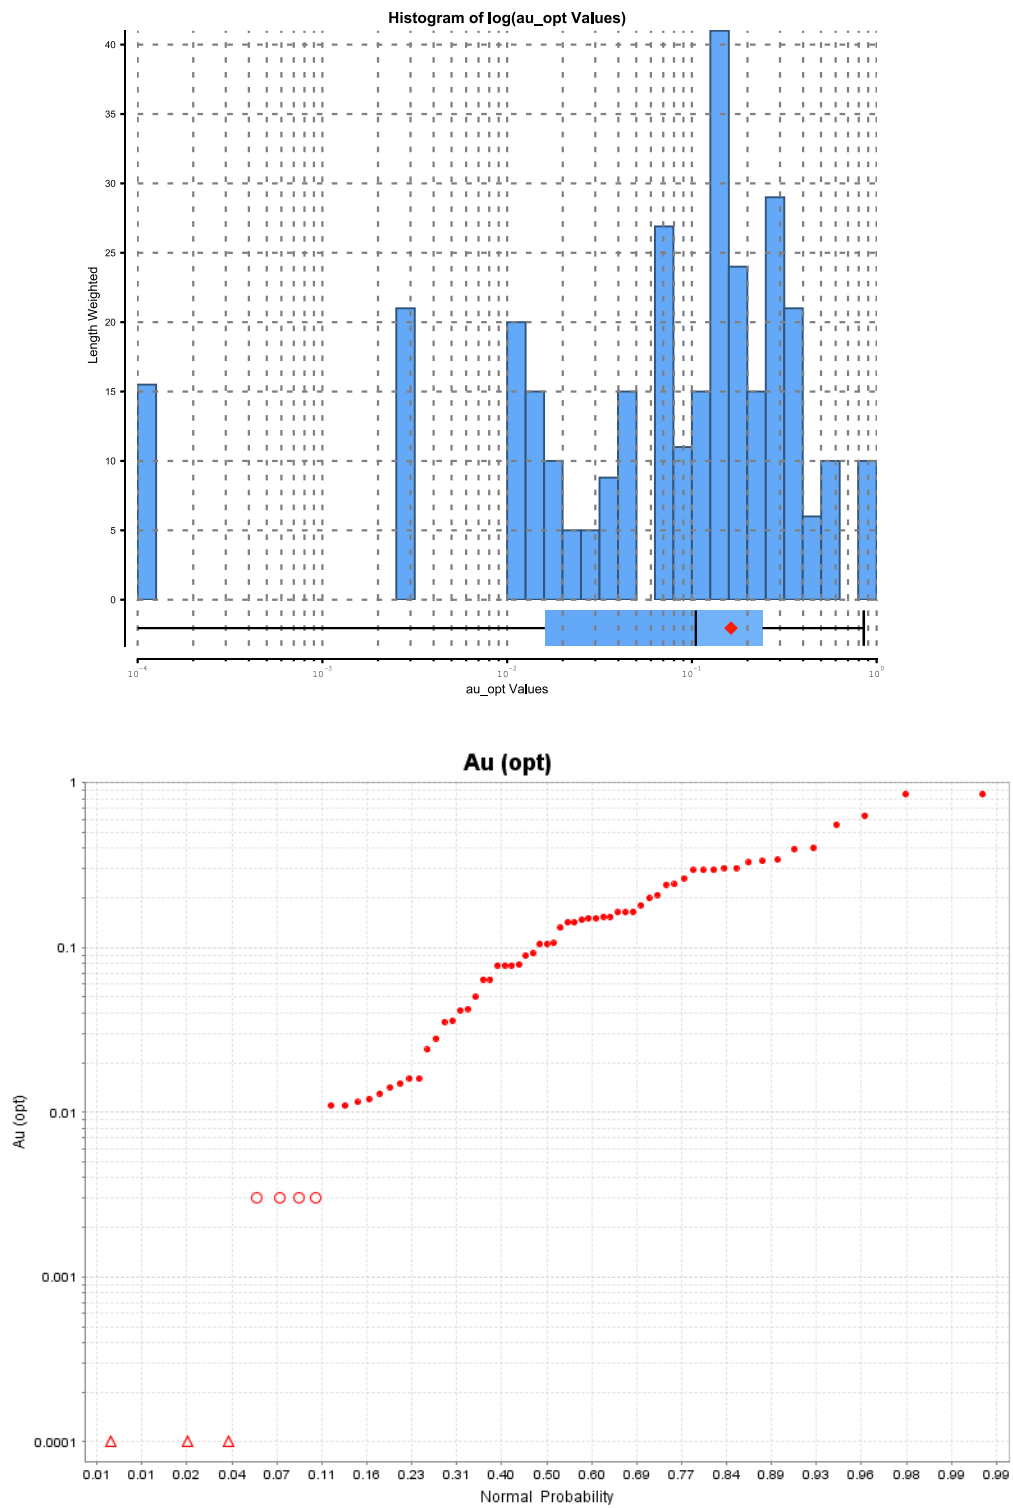 Histogram of log(au_opt Values)
40
35
30
25
20
15
10
5
0
Length Weighted
10⁻⁴ 10⁻³ 10⁻² 10⁻¹ 10⁰
au_opt Values
Au (opt)
1
0.1
0.01
0.001
0.0001
Au (opt)
0.01 0.01 0.02 0.04 0.07 0.11 0.16 0.23 0.31 0.40 0.50 0.60 0.69 0.77 0.84 0.89 0.93 0.96 0.98 0.99 0.99
Normal Probability